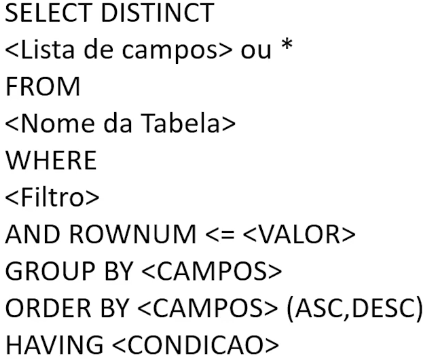 SELECT DISTINCT
<Lista de campos> ou *
FROM
<Nome da Tabela>
WHERE
<Filtro>
AND ROWNUM <= <VALOR>
GROUP BY <CAMPOS>
ORDER BY <CAMPOS> (ASC,DESC)
HAVING <CONDICAO>